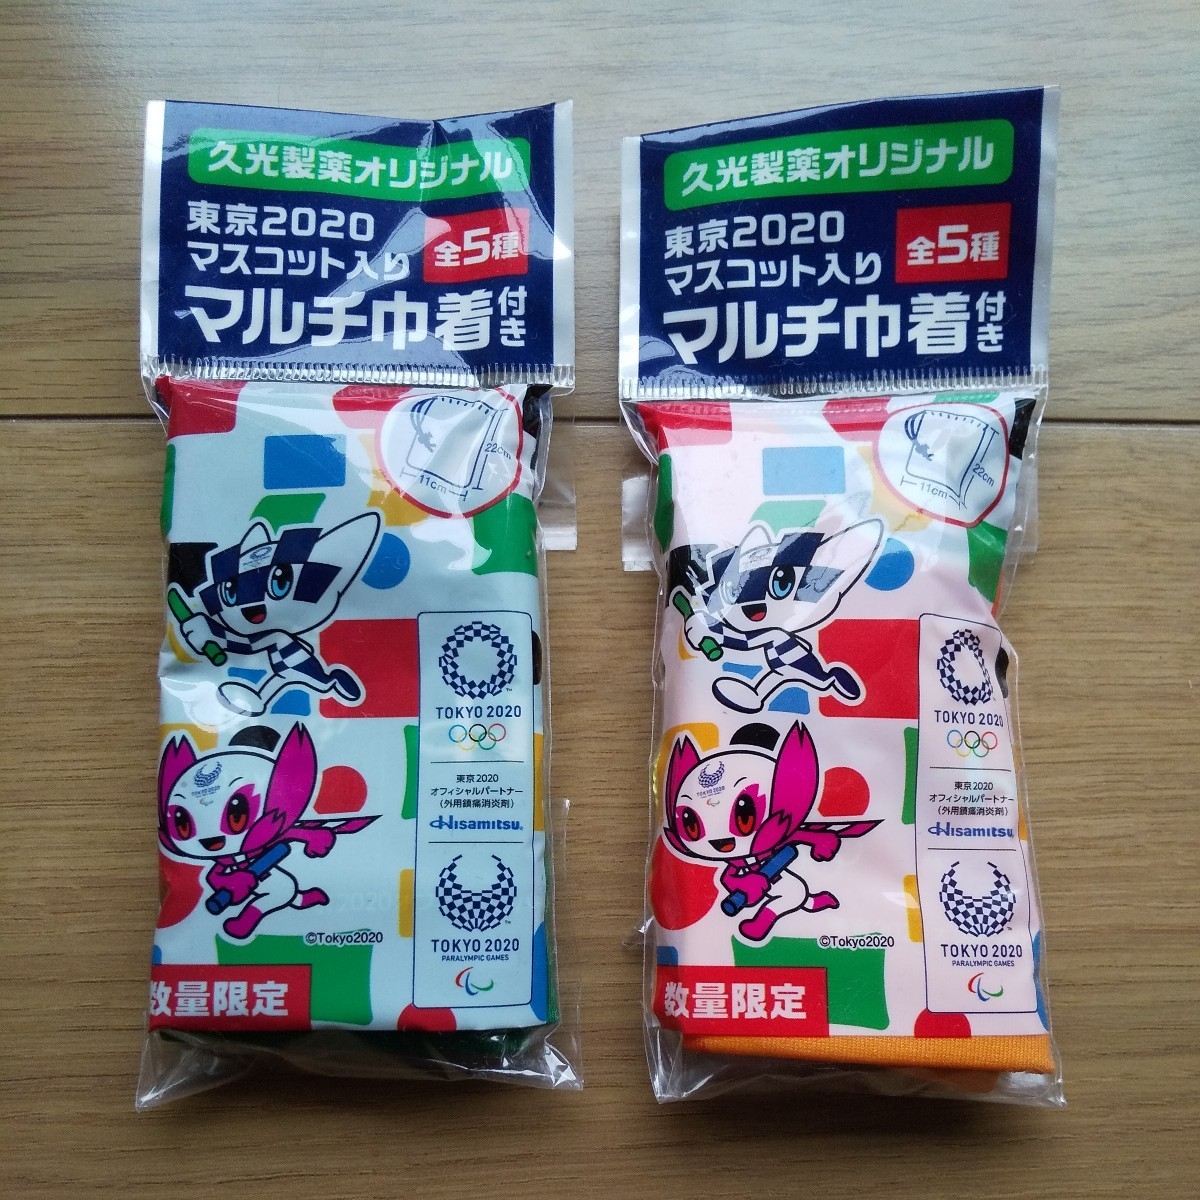 久光製薬オリジナル
東京2020
マスコット入り
全5種
マルチ巾着付き
22cm
11cm
TOKYO 2020
東京2020
オフィシャルパートナー
(外用鎮痛消炎剤)
Hisamitsu®
TOKYO 2020
PARALYMPIC GAMES
TOKYO 2020
©Tokyo2020
数量限定
久光製薬オリジナル
東京2020
マスコット入り
全5種
マルチ巾着付き
22cm
11cm
TOKYO 2020
東京2020
オフィシャルパートナー
(外用鎮痛消炎剤)
Hisamitsu®
TOKYO 2020
PARALYMPIC GAMES
TOKYO 2020
©Tokyo2020
数量限定